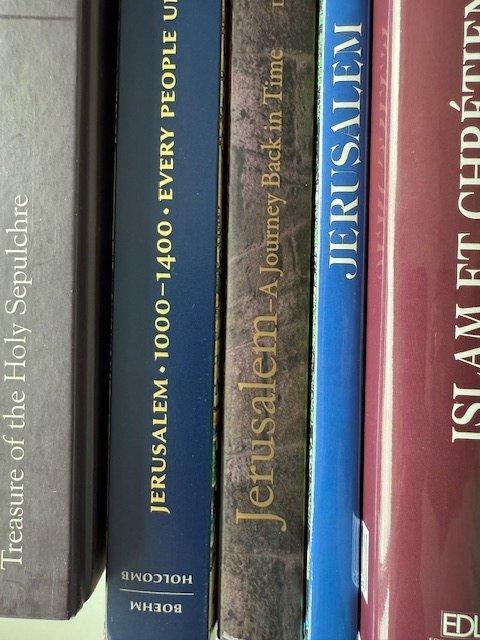 Treasure of the Holy Sepulchre
JERUSALEM • 1000–1400 • EVERY PEOPLE
BOEHM
HOLCOMB
Jerusalem–A Journey Back in Time
JERUSALEM
ISLAM ET